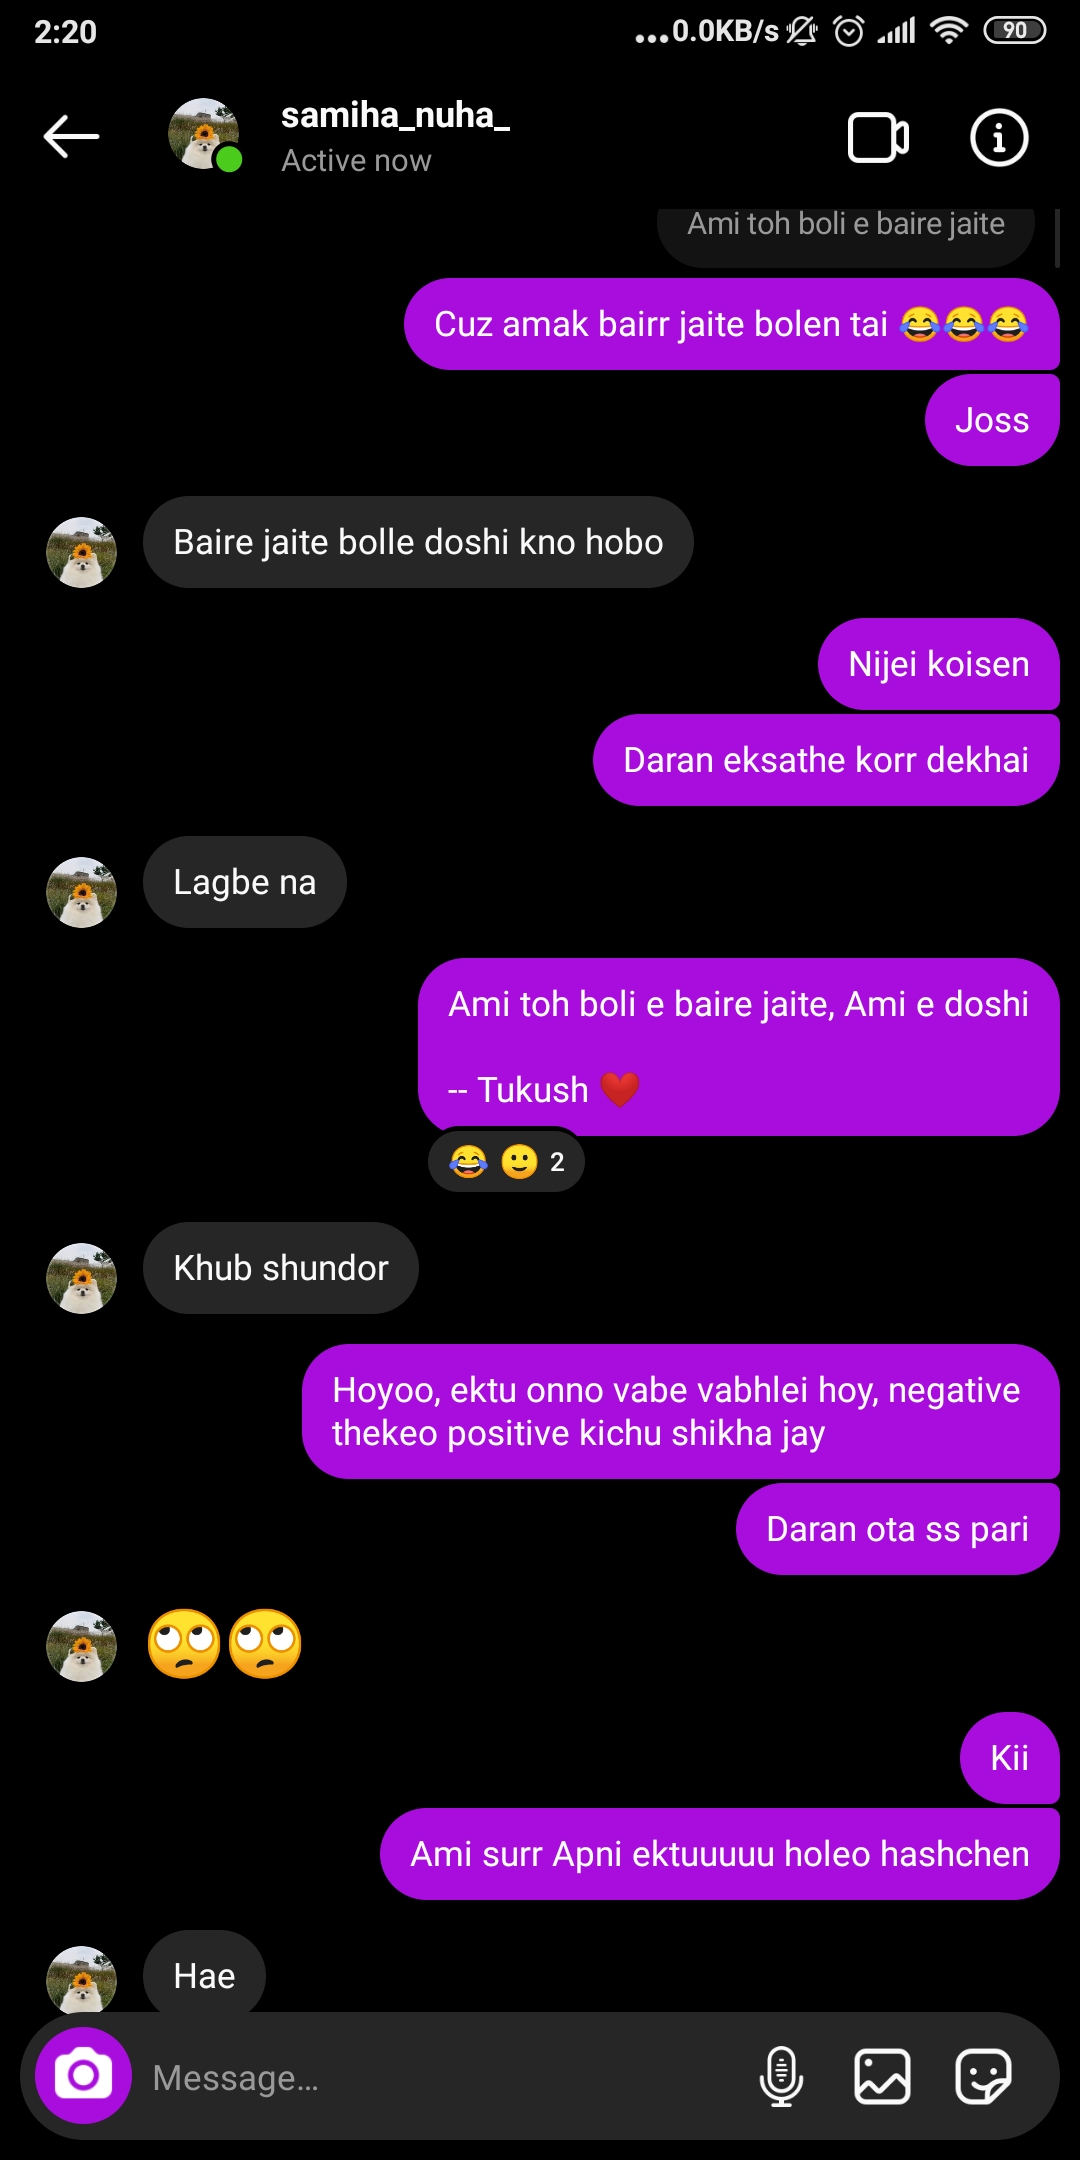 2:20
...0.0KB/s
90
samiha_nuha_
Active now
Ami toh boli e baire jaite
Cuz amak bairr jaite bolen tai 😂😂😂
Joss
Baire jaite bolle doshi kno hobo
Nijei koisen
Daran eksathe korr dekhai
Lagbe na
Ami toh boli e baire jaite, Ami e doshi
-- Tukush ❤️
😂 🙂 2
Khub shundor
Hoyoo, ektu onno vabe vabhlei hoy, negative
thekeo positive kichu shikha jay
Daran ota ss pari
🙄🙄
Kii
Ami surr Apni ektuuuuu holeo hashchen
Hae
Message...